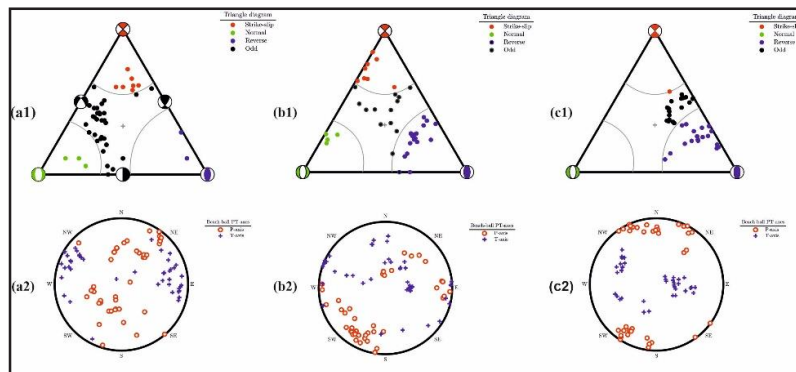 Triangle diagram
Strike-slip
Normal
Reverse
Odd
(a1)
Triangle diagram
Strike-slip
Normal
Reverse
Odd
(b1)
Triangle diagram
Strike-sl
Normal
Reverse
Odd
(c1)
Beach ball PT-axes
P-axis
T-axis
N
NW
NE
(a2)
W
E
SW
SE
S
Beach ball PT-axes
P-axis
T-axis
N
NW
NE
(b2)
W
E
SW
SE
S
Beach ball PT-axes
P-axis
T-axis
N
NW
NE
(c2)
W
E
SW
SE
S